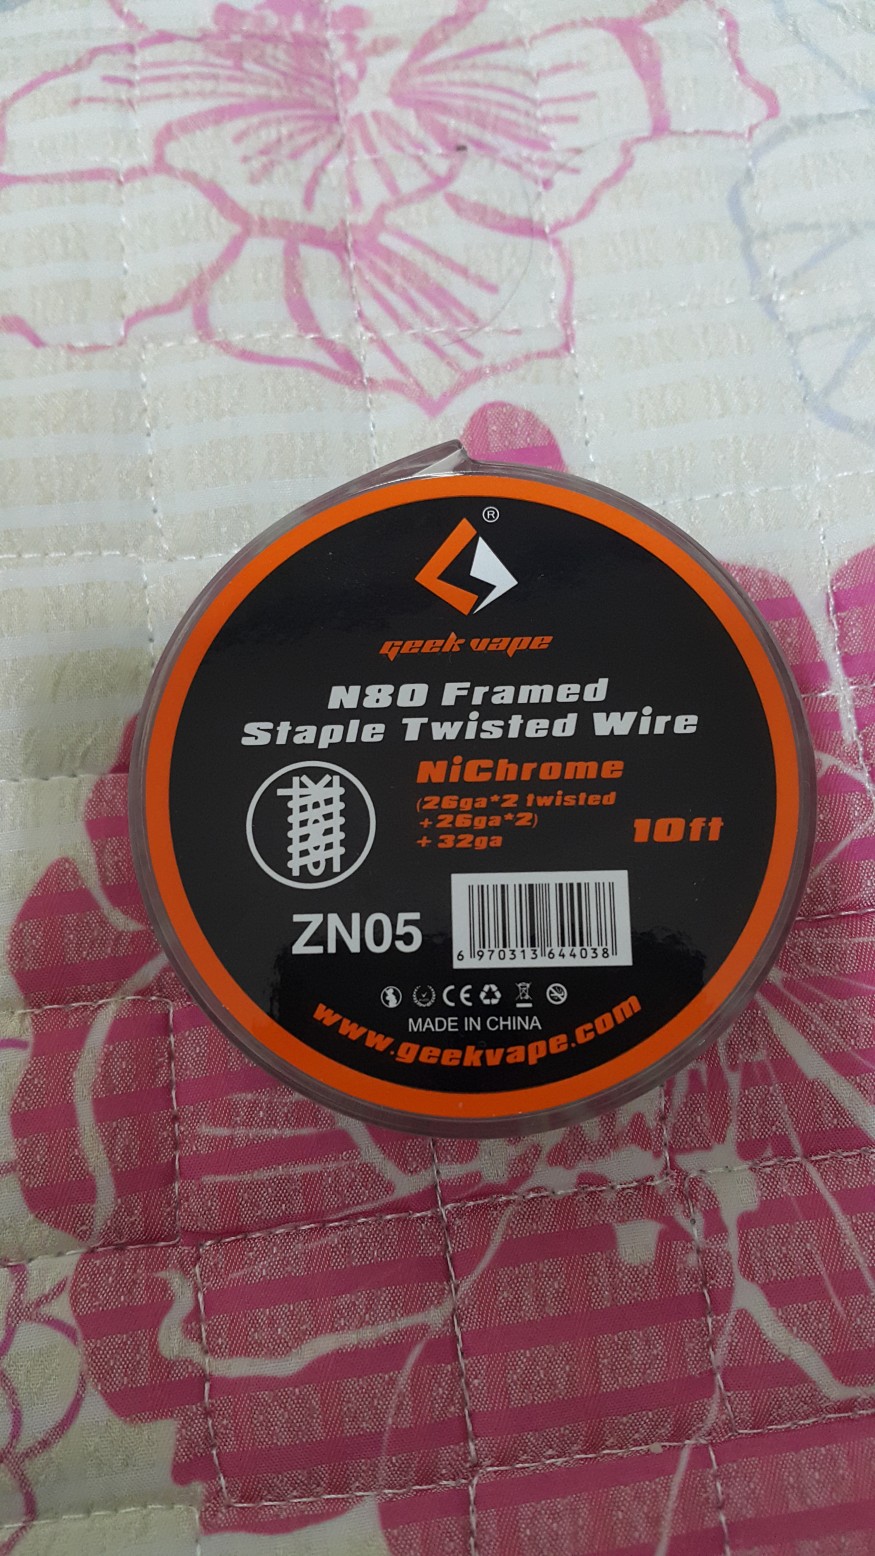 ®
geek vape
N80 Framed
Staple Twisted Wire
NiChrome
(26ga*2 twisted
+26ga*2)
+32ga
10ft
ZN05
6 970313 644038
CE
MADE IN CHINA
www.geekvape.com